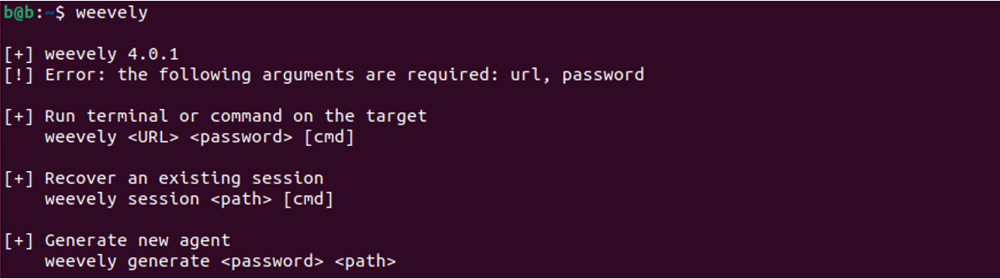 b@b:~$ weevely
[+] weevely 4.0.1
[!] Error: the following arguments are required: url, password
[+] Run terminal or command on the target
weevely <URL> <password> [cmd]
[+] Recover an existing session
weevely session <path> [cmd]
[+] Generate new agent
weevely generate <password> <path>